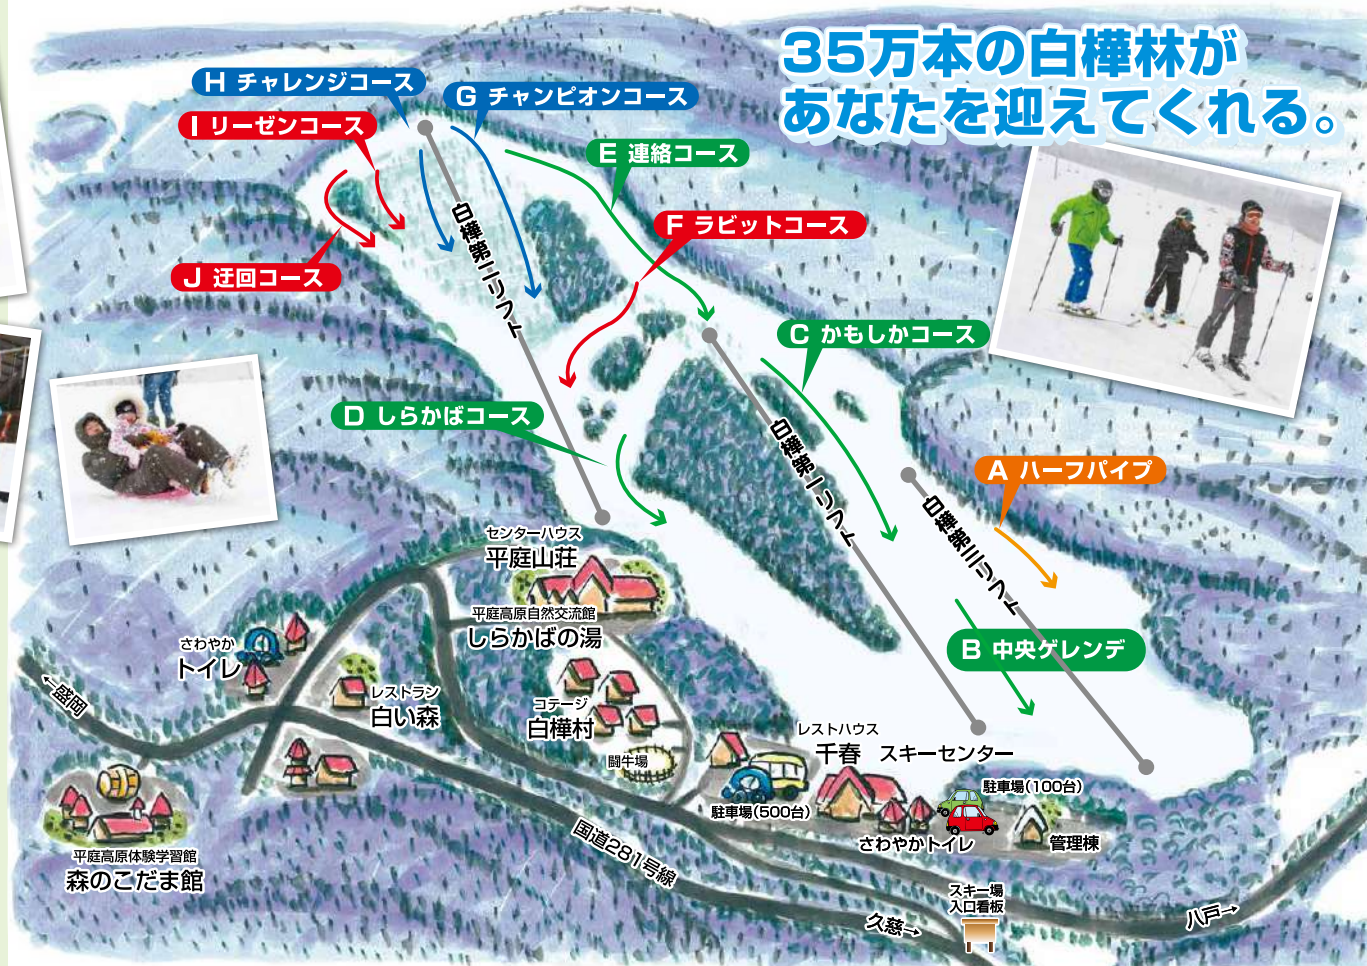 35万本の白樺林が
あなたを迎えてくれる。
H チャレンジコース
G チャンピオンコース
I リーゼンコース
E 連絡コース
F ラビットコース
J 迂回コース
白樺第二リフト
C かもしかコース
D しらかばコース
白樺第一リフト
A ハーフパイプ
白樺第三リフト
B 中央ゲレンデ
センターハウス
平庭山荘
平庭高原自然交流館
しらかばの湯
さわやか
トイレ
←盛岡
レストラン
白い森
コテージ
白樺村
闘牛場
レストハウス
千春 スキーセンター
駐車場(500台)
駐車場(100台)
さわやかトイレ
管理棟
平庭高原体験学習館
森のこだま館
国道281号線
スキー場
入口看板
久慈→
八戸→